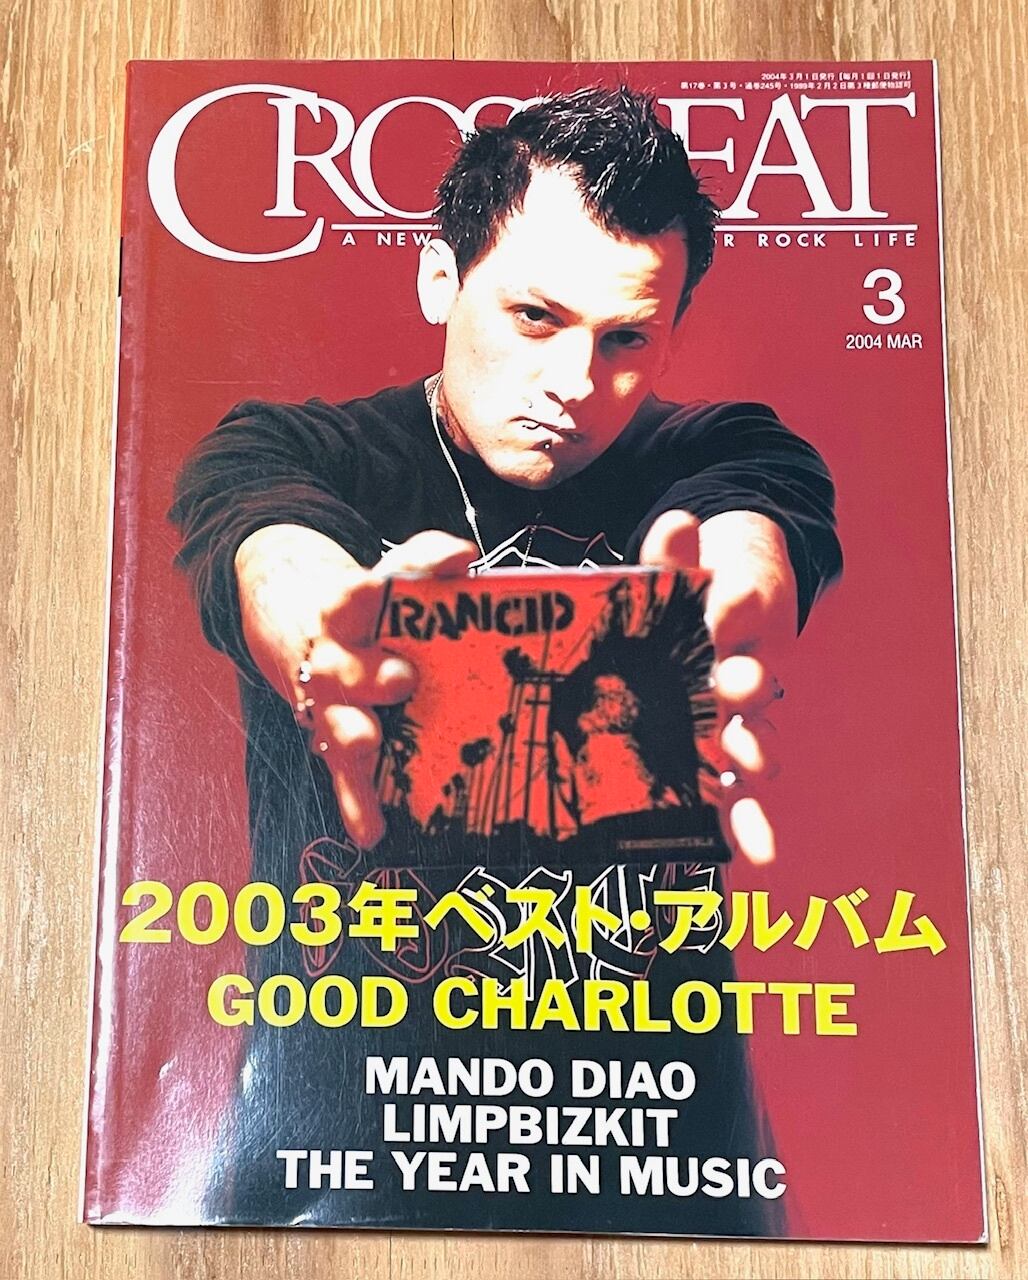 2004年3月1日発行【毎月1回1日発行】
第17巻・第3号・通巻245号・1989年2月2日第3種郵便物認可
CROS EAT
A NEW R ROCK LIFE
3
2004 MAR
RANCID
2003年ベスト・アルバム
GOOD CHARLOTTE
MANDO DIAO
LIMPBIZKIT
THE YEAR IN MUSIC